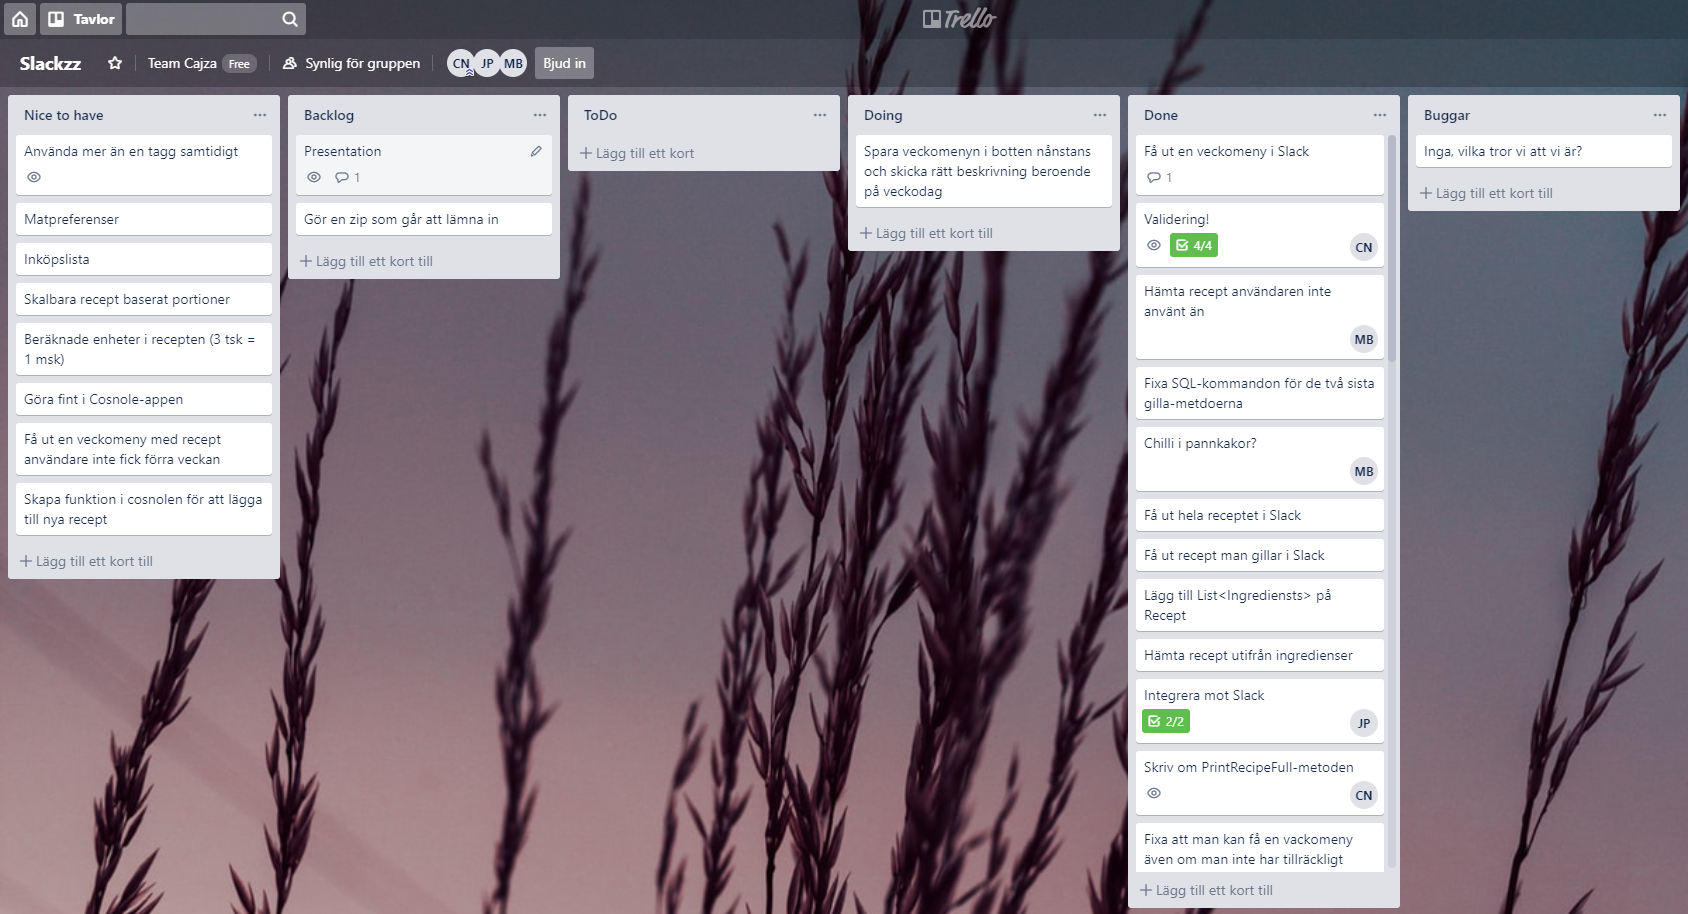 Tavlor
Trello
Slackzz
Team Cajza Free
Synlig för gruppen
CN JP MB
Bjud in
Nice to have
Använda mer än en tagg samtidigt
Matpreferenser
Inköpslista
Skalbara recept baserat portioner
Beräknade enheter i recepten (3 tsk =
1 msk)
Göra fint i Cosnole-appen
Få ut en veckomeny med recept
användare inte fick förra veckan
Skapa funktion i cosnolen för att lägga
till nya recept
Lägg till ett kort till
Backlog
Presentation
1
Gör en zip som går att lämna in
Lägg till ett kort till
ToDo
Lägg till ett kort
Doing
Spara veckomenyn i botten nånstans
och skicka rätt beskrivning beroende
på veckodag
Lägg till ett kort till
Done
Få ut en veckomeny i Slack
1
Validering!
4/4
CN
Hämta recept användaren inte
använt än
MB
Fixa SQL-kommandon för de två sista
gilla-metdoerna
Chilli i pannkakor?
MB
Få ut hela receptet i Slack
Få ut recept man gillar i Slack
Lägg till List<Ingrediensts> på
Recept
Hämta recept utifrån ingredienser
Integrera mot Slack
2/2
JP
Skriv om PrintRecipeFull-metoden
CN
Fixa att man kan få en vackomeny
även om man inte har tillräckligt
Lägg till ett kort till
Buggar
Inga, vilka tror vi att vi är?
Lägg till ett kort till